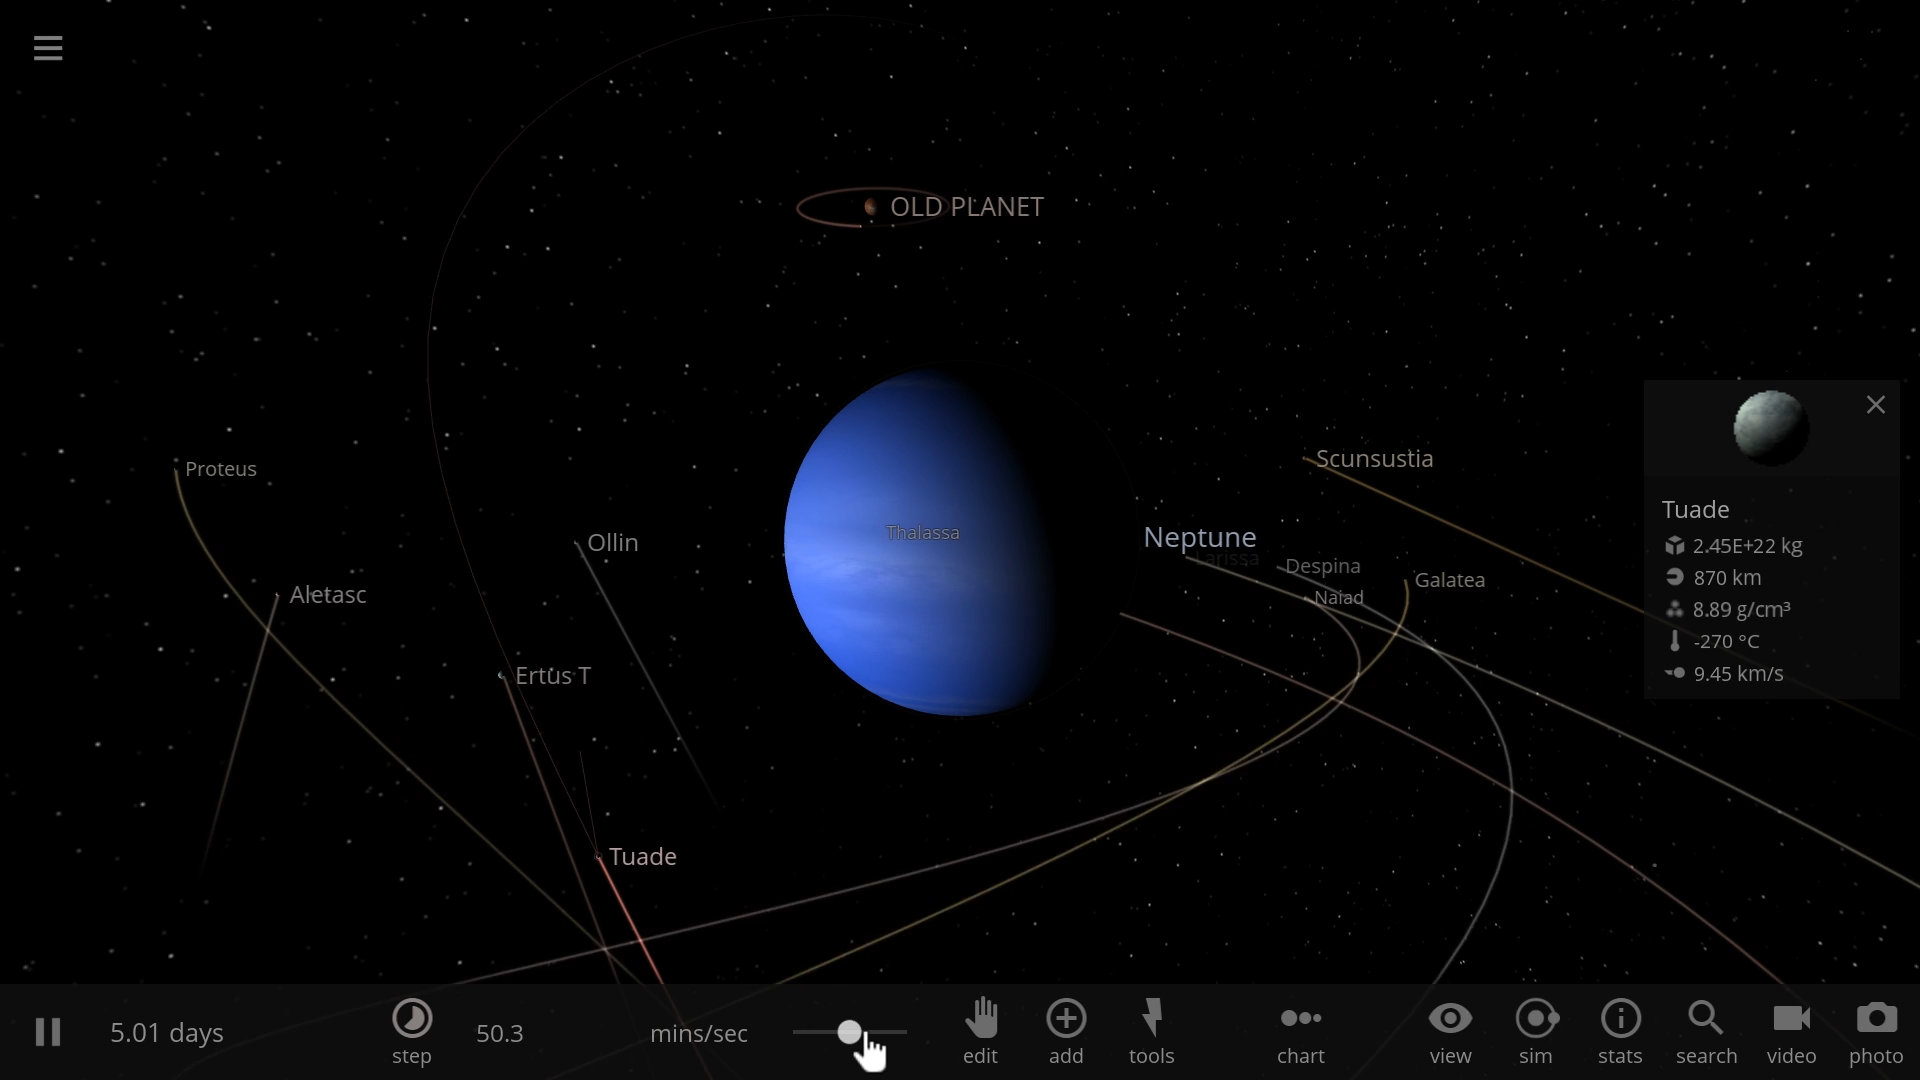 OLD PLANET
Proteus
Scunsustia
Thalassa
Neptune
Larissa
Ollin
Despina
Galatea
Aletasc
Naiad
Ertus T
Tuade
Tuade
2.45E+22 kg
870 km
8.89 g/cm³
-270 °C
9.45 km/s
5.01 days
step
50.3
mins/sec
edit
add
tools
chart
view
sim
stats
search
video
photo